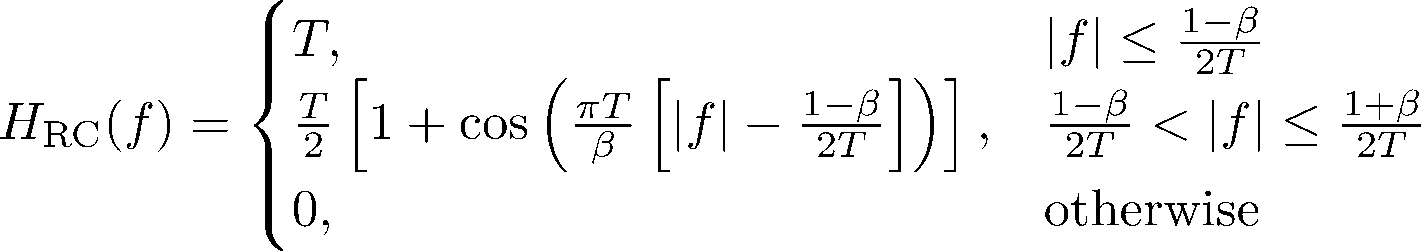 H_RC(f) = { T, |f| ≤ (1−β)/(2T)
T/2 [1 + cos (πT/β [|f| − (1−β)/(2T)])], (1−β)/(2T) < |f| ≤ (1+β)/(2T)
0, otherwise